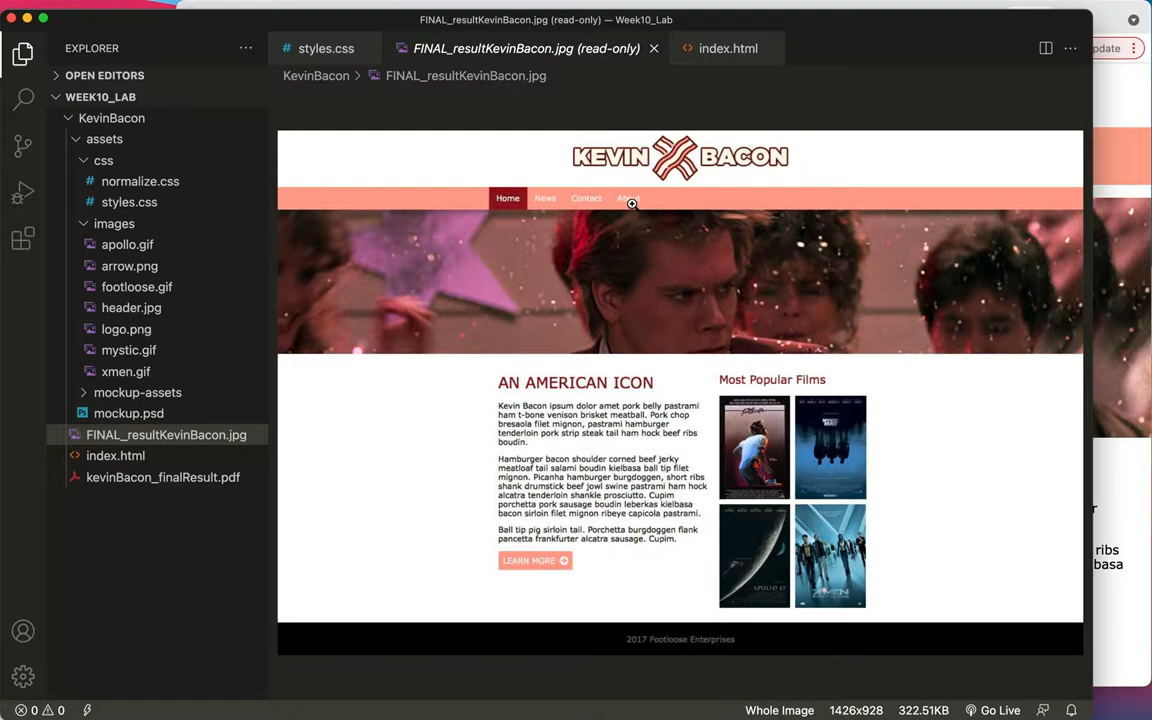 FINAL_resultKevinBacon.jpg (read-only) — Week10_Lab
EXPLORER
styles.css
FINAL_resultKevinBacon.jpg (read-only)
index.html
OPEN EDITORS
KevinBacon > FINAL_resultKevinBacon.jpg
WEEK10_LAB
KevinBacon
assets
css
normalize.css
styles.css
images
apollo.gif
arrow.png
footloose.gif
header.jpg
logo.png
mystic.gif
xmen.gif
mockup-assets
mockup.psd
FINAL_resultKevinBacon.jpg
index.html
kevinBacon_finalResult.pdf
KEVIN BACON
Home News Contact
AN AMERICAN ICON
Kevin Bacon ipsum dolor amet pork belly pastrami
ham t-bone venison brisket meatball. Pork chop
bresaola filet mignon, pastrami hamburger
tenderloin pork strip steak tail ham hock beef ribs
boudin.
Hamburger bacon shoulder corned beef jerky
meatloaf tail salami boudin kielbasa ball tip filet
mignon. Picanha hamburger burgdoggen, short ribs
shank drumstick beef jowl swine pastrami ham hock
alcatra tenderloin shankle prosciutto. Cupim
porchetta pork sausage boudin leberkas kielbasa
bacon sirloin filet mignon ribeye capicola pastrami.
Ball tip pig sirloin tail. Porchetta burgdoggen flank
pancetta frankfurter alcatra sausage. Cupim.
LEARN MORE
Most Popular Films
APOLLO 13
X-MEN
2017 Footloose Enterprises
pdate
r
ribs
basa
0 0
Whole Image 1426x928 322.51KB Go Live